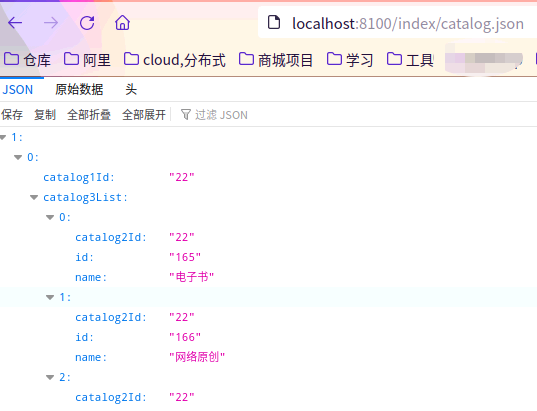 localhost:8100/index/catalog.json
仓库 阿里 cloud,分布式 商城项目 学习 工具
JSON 原始数据 头
保存 复制 全部折叠 全部展开 过滤 JSON
1:
0:
catalog1Id: "22"
catalog3List:
0:
catalog2Id: "22"
id: "165"
name: "电子书"
1:
catalog2Id: "22"
id: "166"
name: "网络原创"
2:
catalog2Id: "22"